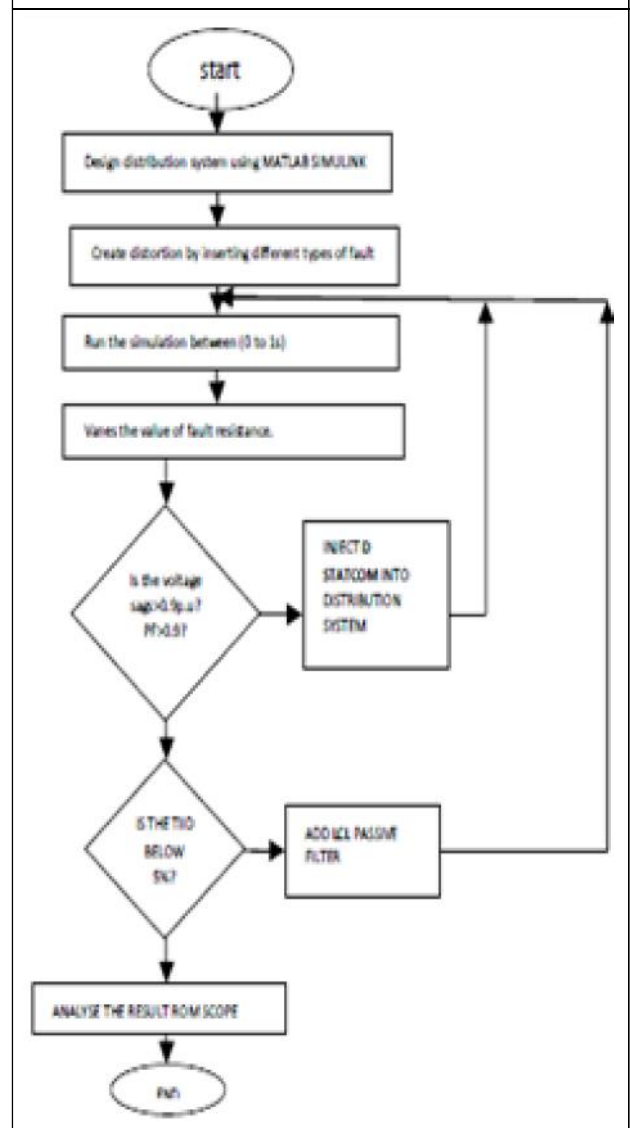 start
Design distribution system using MATLAB SIMULINK
Create distortion by inserting different types of fault
Run the simulation between (0 to 1s)
Varies the value of fault resistance.
Is the voltage
sag>0.9p.u?
PF>0.9?
INJECT D
STATCOM INTO
DISTRIBUTION
SYSTEM
IS THE THD
BELOW
5%?
ADD LCL PASSIVE
FILTER
ANALYSE THE RESULT ROM SCOPE
END